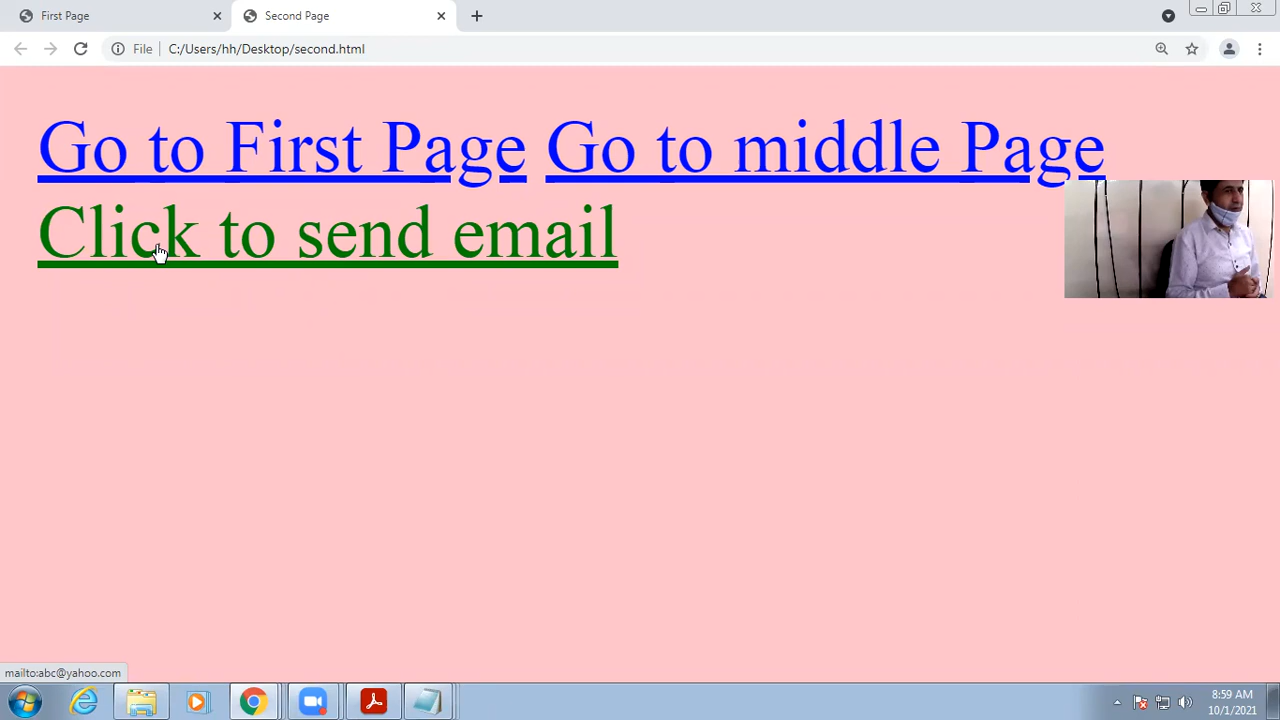 First Page
Second Page
File
C:/Users/hh/Desktop/second.html
Go to First Page Go to middle Page
Click to send email
mailto:abc@yahoo.com
8:59 AM
10/1/2021